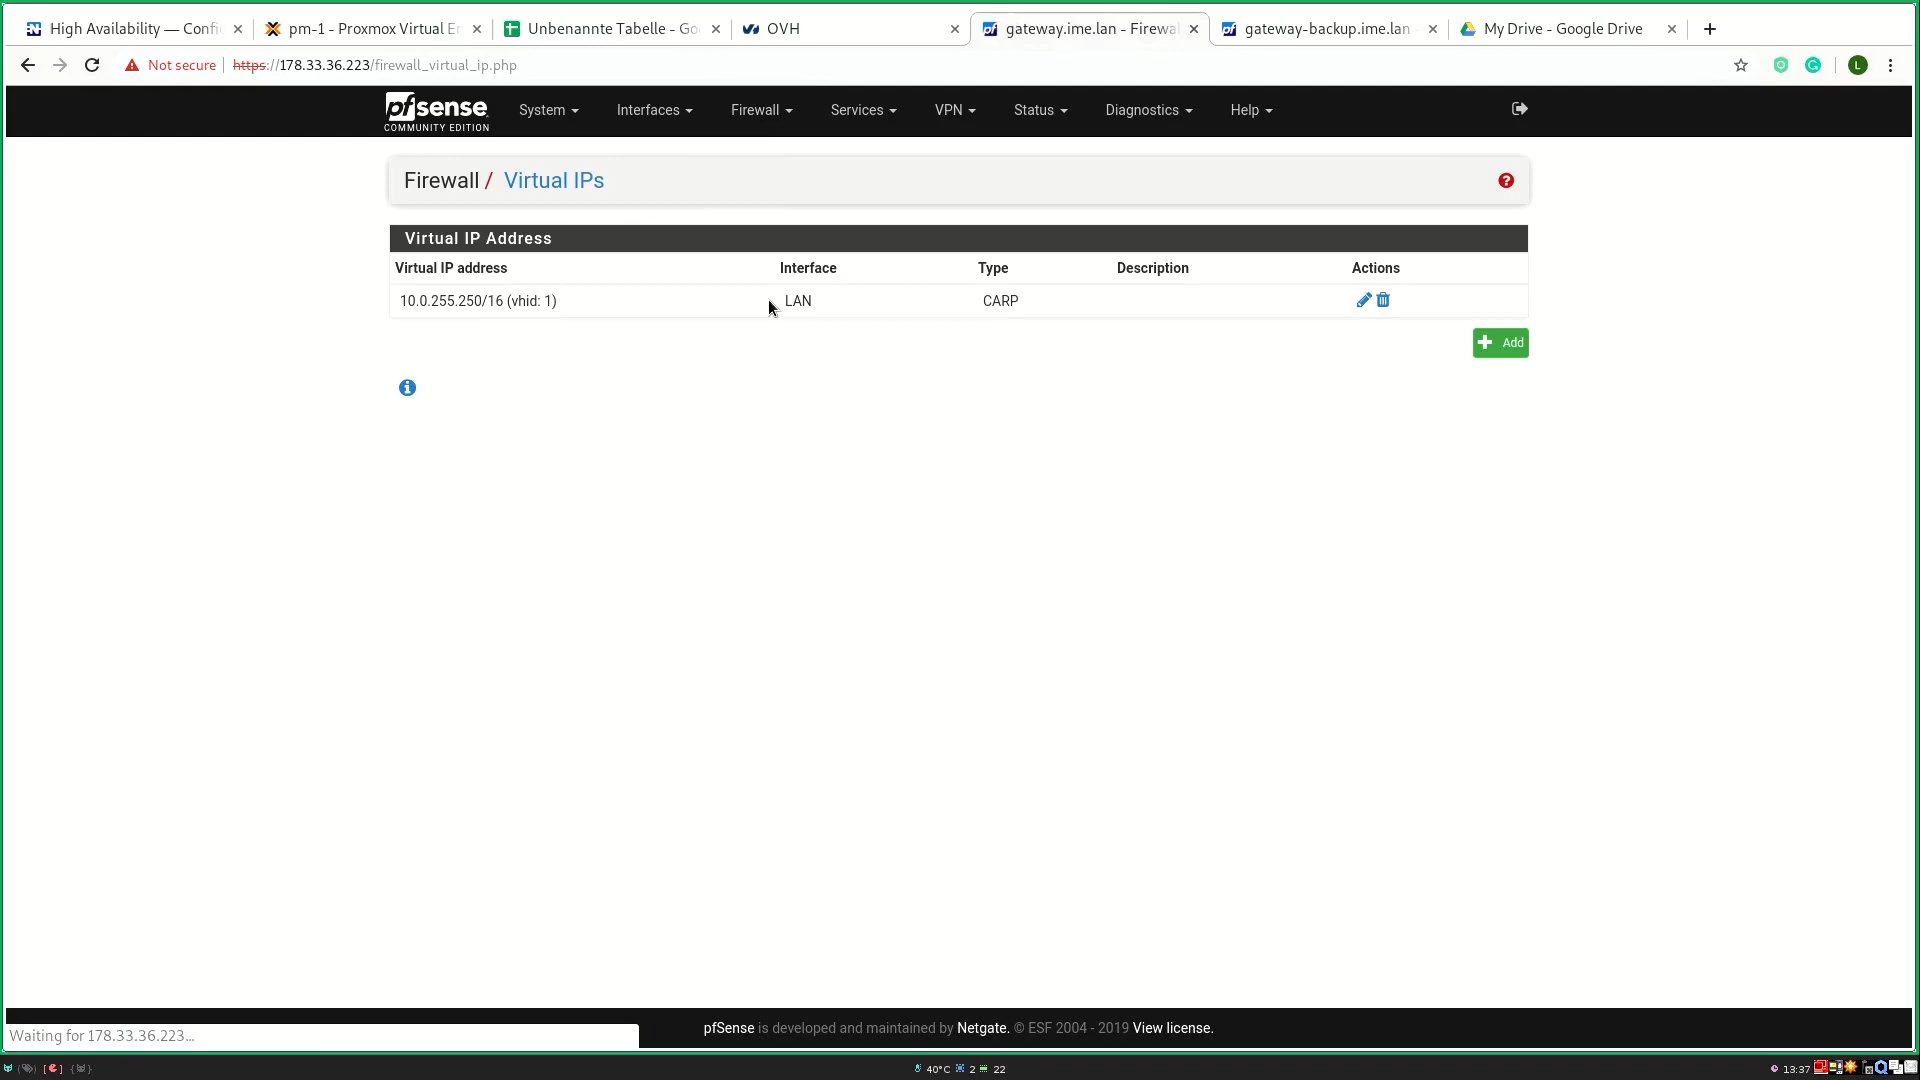 High Availability — Confi
pm-1 - Proxmox Virtual En
Unbenannte Tabelle - Go
OVH
gateway.ime.lan - Firewal
gateway-backup.ime.lan -
My Drive - Google Drive
Not secure
https://178.33.36.223/firewall_virtual_ip.php
L
pfsense
COMMUNITY EDITION
System
Interfaces
Firewall
Services
VPN
Status
Diagnostics
Help
Firewall / Virtual IPs
Virtual IP Address
Virtual IP address Interface Type Description Actions
10.0.255.250/16 (vhid: 1) LAN CARP
Add
pfSense is developed and maintained by Netgate. © ESF 2004 - 2019 View license.
Waiting for 178.33.36.223...
40°C 2 22
13:37